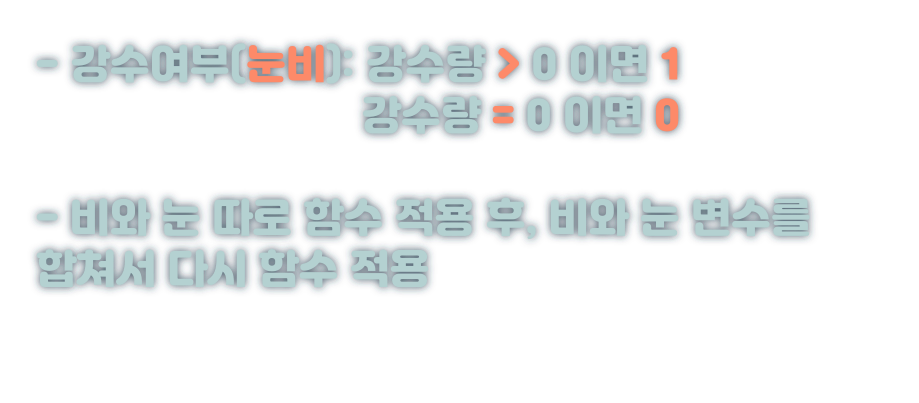 - 강수여부(눈비): 강수량 > 0 이면 1
강수량 = 0 이면 0
- 비와 눈 따로 함수 적용 후, 비와 눈 변수를
합쳐서 다시 함수 적용